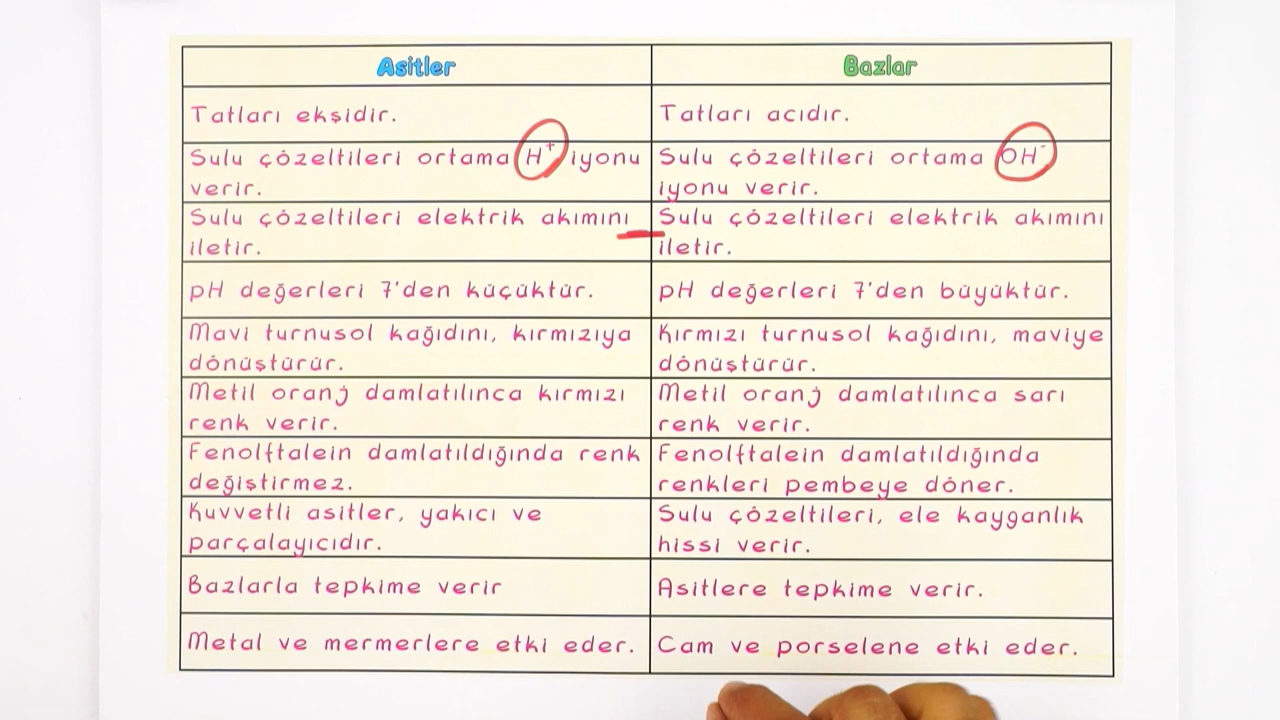 Asitler
Bazlar
Tatları ekşidir.
Tatları acıdır.
Sulu çözeltileri ortama H⁺ iyonu
verir.
Sulu çözeltileri ortama OH⁻
iyonu verir.
Sulu çözeltileri elektrik akımını
iletir.
Sulu çözeltileri elektrik akımını
iletir.
pH değerleri 7'den küçüktür.
pH değerleri 7'den büyüktür.
Mavi turnusol kağıdını, kırmızıya
dönüştürür.
Kırmızı turnusol kağıdını, maviye
dönüştürür.
Metil oranj damlatılınca kırmızı
renk verir.
Metil oranj damlatılınca sarı
renk verir.
Fenolftalein damlatıldığında renk
değiştirmez.
Fenolftalein damlatıldığında
renkleri pembeye döner.
Kuvvetli asitler, yakıcı ve
parçalayıcıdır.
Sulu çözeltileri, ele kayganlık
hissi verir.
Bazlarla tepkime verir
Asitlere tepkime verir.
Metal ve mermerlere etki eder.
Cam ve porselene etki eder.